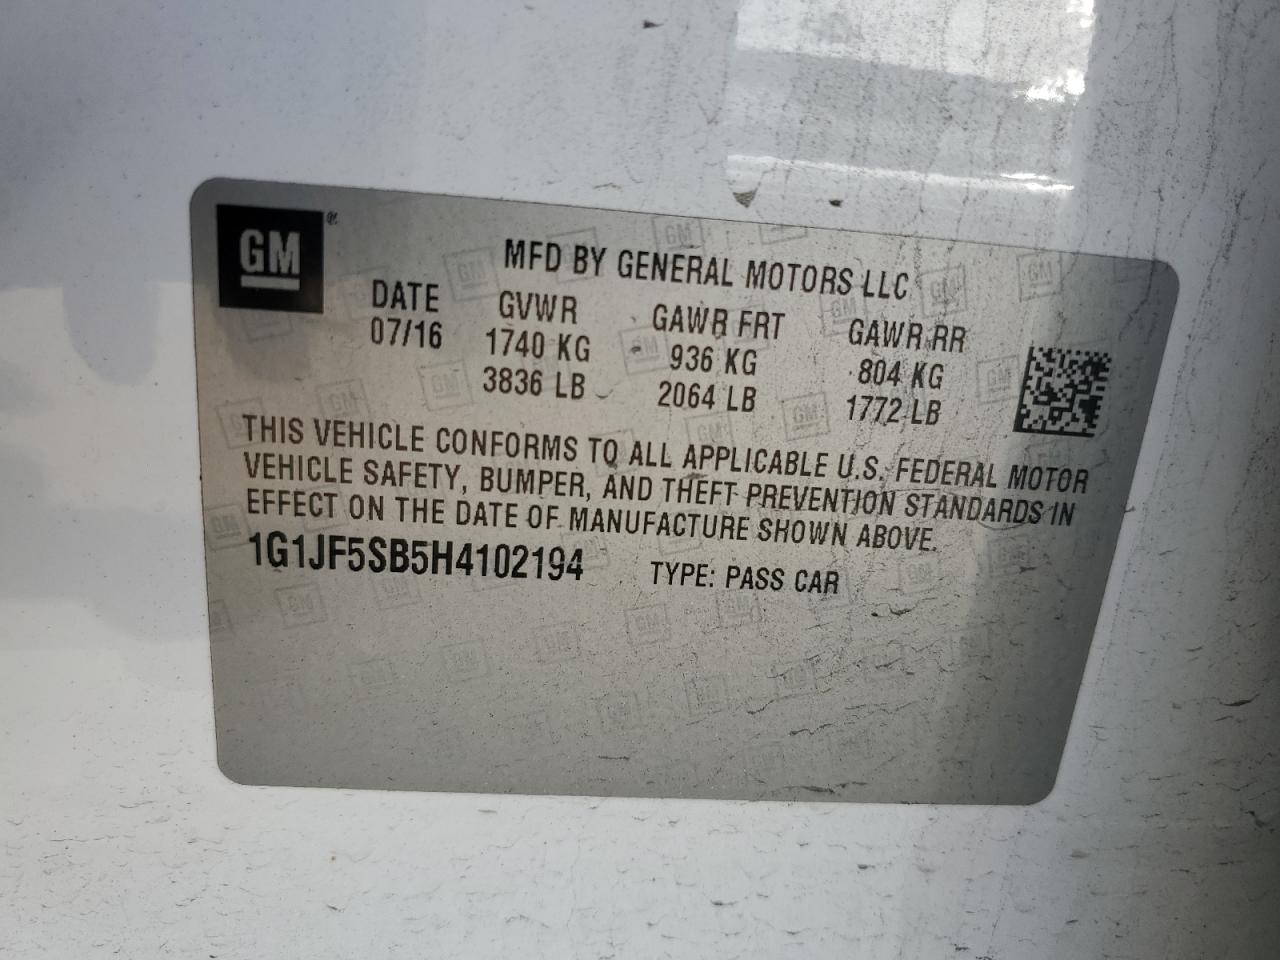 GM
MFD BY GENERAL MOTORS LLC
DATE GVWR GAWR FRT GAWR RR
07/16 1740 KG 936 KG 804 KG
3836 LB 2064 LB 1772 LB
THIS VEHICLE CONFORMS TO ALL APPLICABLE U.S. FEDERAL MOTOR
VEHICLE SAFETY, BUMPER, AND THEFT PREVENTION STANDARDS IN
EFFECT ON THE DATE OF MANUFACTURE SHOWN ABOVE.
1G1JF5SB5H4102194 TYPE: PASS CAR